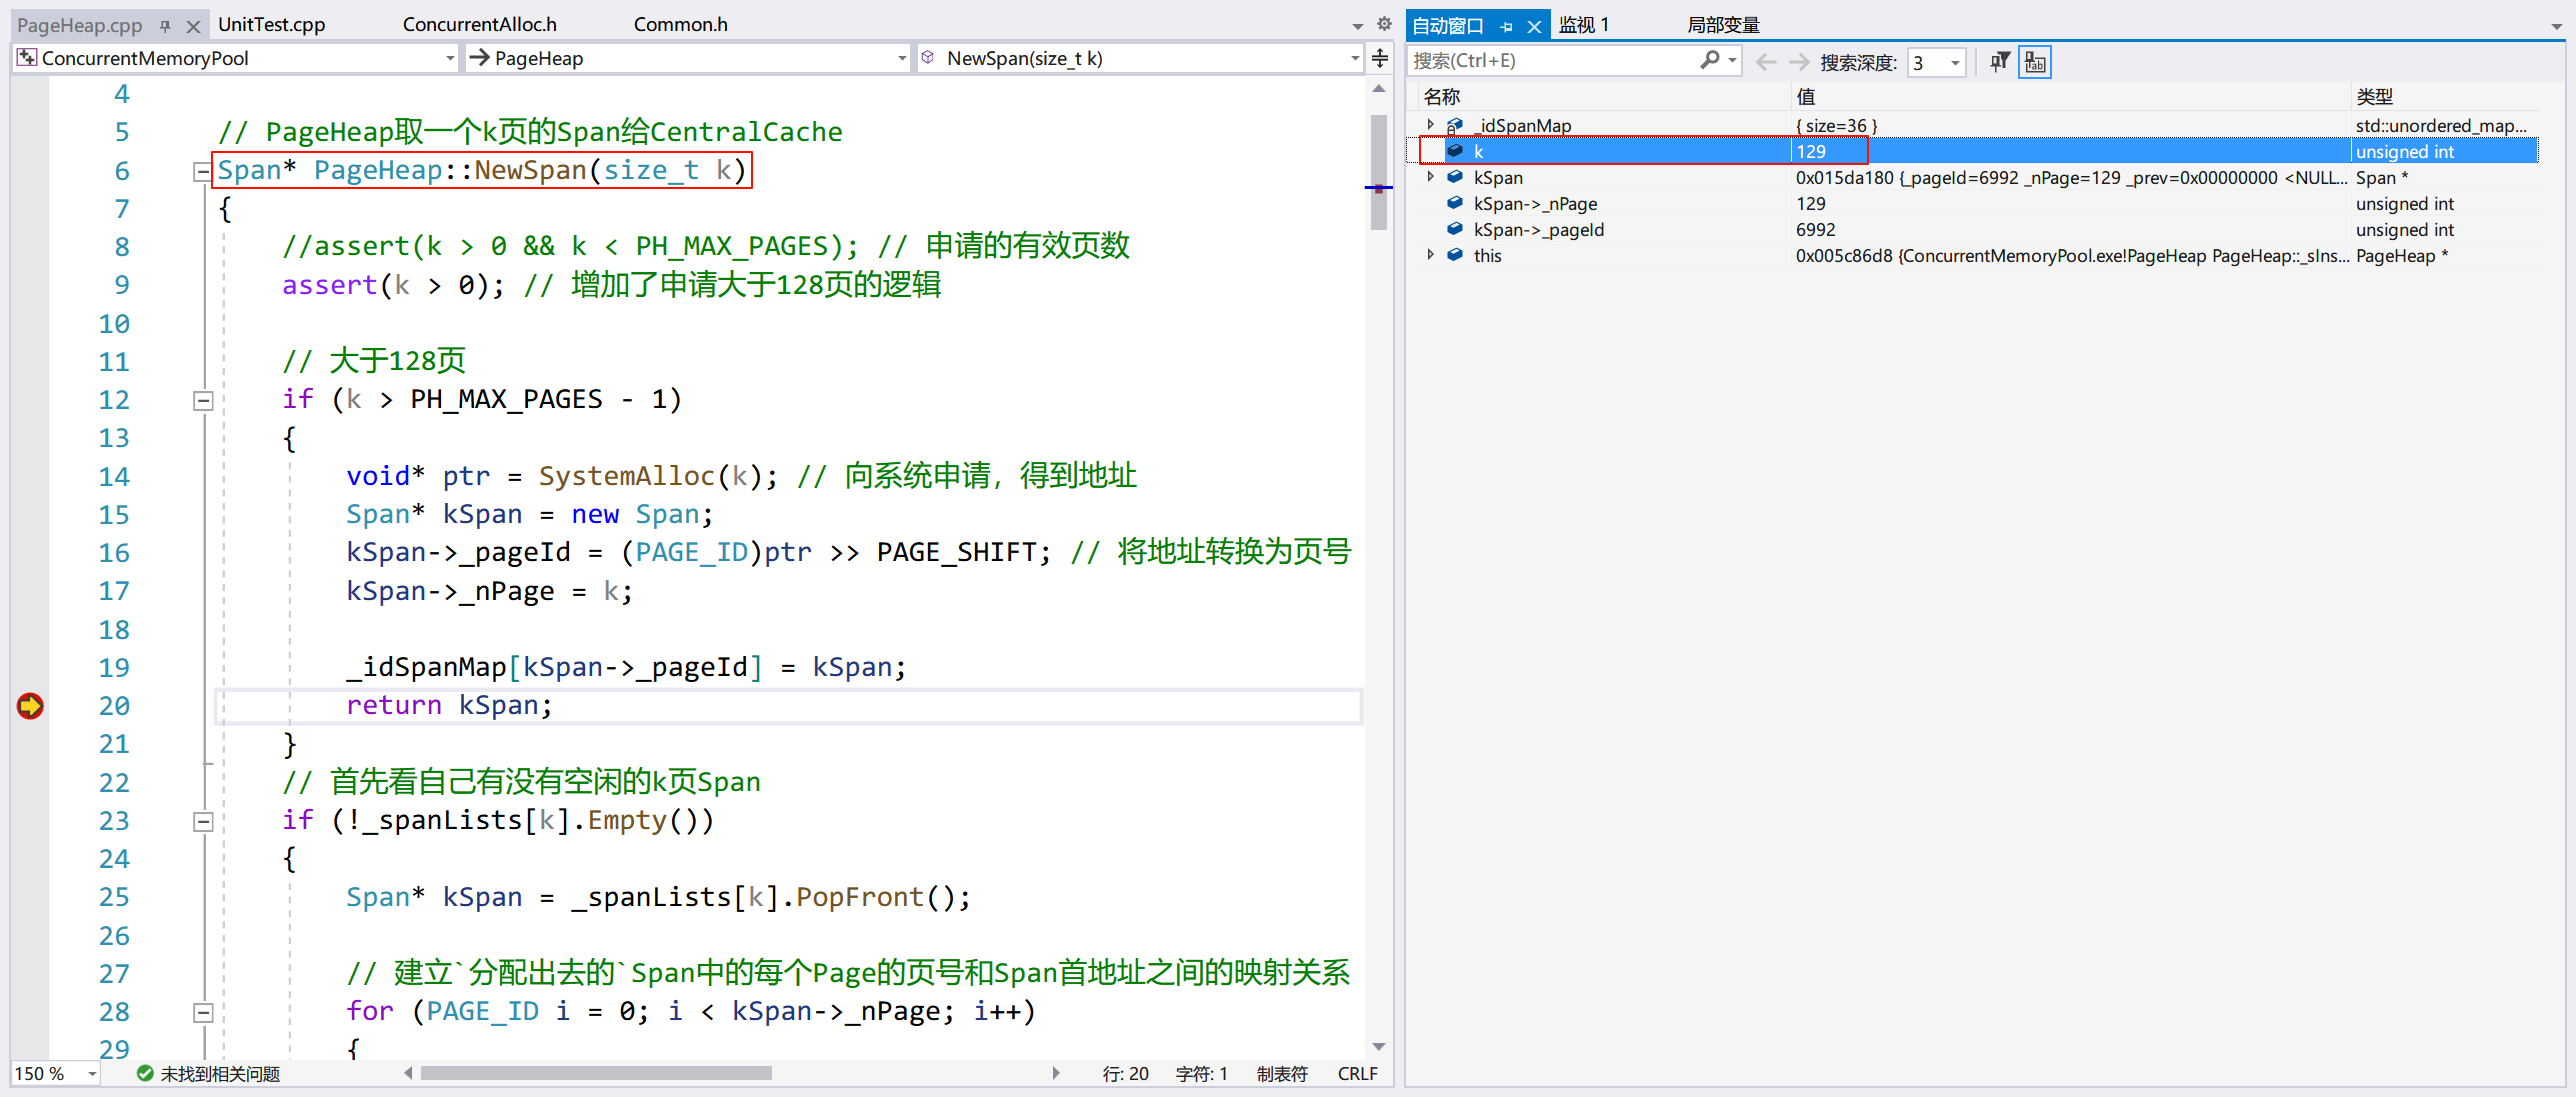 PageHeap.cpp UnitTest.cpp ConcurrentAlloc.h Common.h
ConcurrentMemoryPool PageHeap NewSpan(size_t k)
4
5 // PageHeap取一个k页的Span给CentralCache
6 Span* PageHeap::NewSpan(size_t k)
7 {
8 //assert(k > 0 && k < PH_MAX_PAGES); // 申请的有效页数
9 assert(k > 0); // 增加了申请大于128页的逻辑
10
11 // 大于128页
12 if (k > PH_MAX_PAGES - 1)
13 {
14 void* ptr = SystemAlloc(k); // 向系统申请，得到地址
15 Span* kSpan = new Span;
16 kSpan->_pageId = (PAGE_ID)ptr >> PAGE_SHIFT; // 将地址转换为页号
17 kSpan->_nPage = k;
18
19 _idSpanMap[kSpan->_pageId] = kSpan;
20 return kSpan;
21 }
22 // 首先看自己有没有空闲的k页Span
23 if (!_spanLists[k].Empty())
24 {
25 Span* kSpan = _spanLists[k].PopFront();
26
27 // 建立`分配出去的`Span中的每个Page的页号和Span首地址之间的映射关系
28 for (PAGE_ID i = 0; i < kSpan->_nPage; i++)
29 {
150 % 未找到相关问题 行: 20 字符: 1 制表符 CRLF
自动窗口 监视 1 局部变量
搜索(Ctrl+E) 搜索深度: 3
名称 值 类型
_idSpanMap { size=36 } std::unordered_map...
k 129 unsigned int
kSpan 0x015da180 {_pageId=6992 _nPage=129 _prev=0x00000000 <NULL... Span *
kSpan->_nPage 129 unsigned int
kSpan->_pageId 6992 unsigned int
this 0x005c86d8 {ConcurrentMemoryPool.exe!PageHeap PageHeap::_sIns... PageHeap *